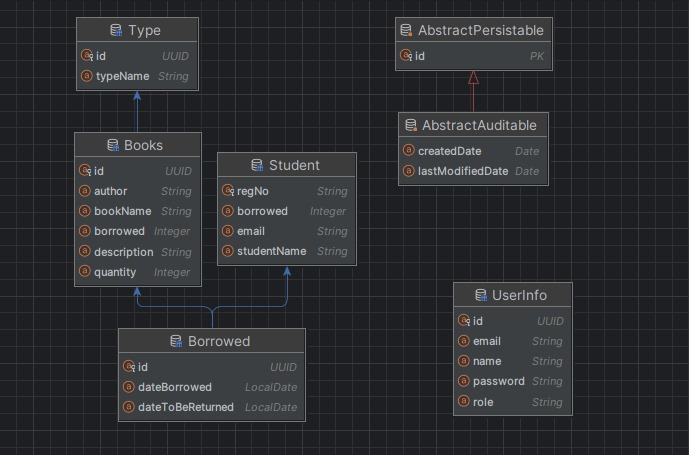 Type
id UUID
typeName String
AbstractPersistable
id PK
AbstractAuditable
createdDate Date
lastModifiedDate Date
Books
id UUID
author String
bookName String
borrowed Integer
description String
quantity Integer
Student
regNo String
borrowed Integer
email String
studentName String
Borrowed
id UUID
dateBorrowed LocalDate
dateToBeReturned LocalDate
UserInfo
id UUID
email String
name String
password String
role String